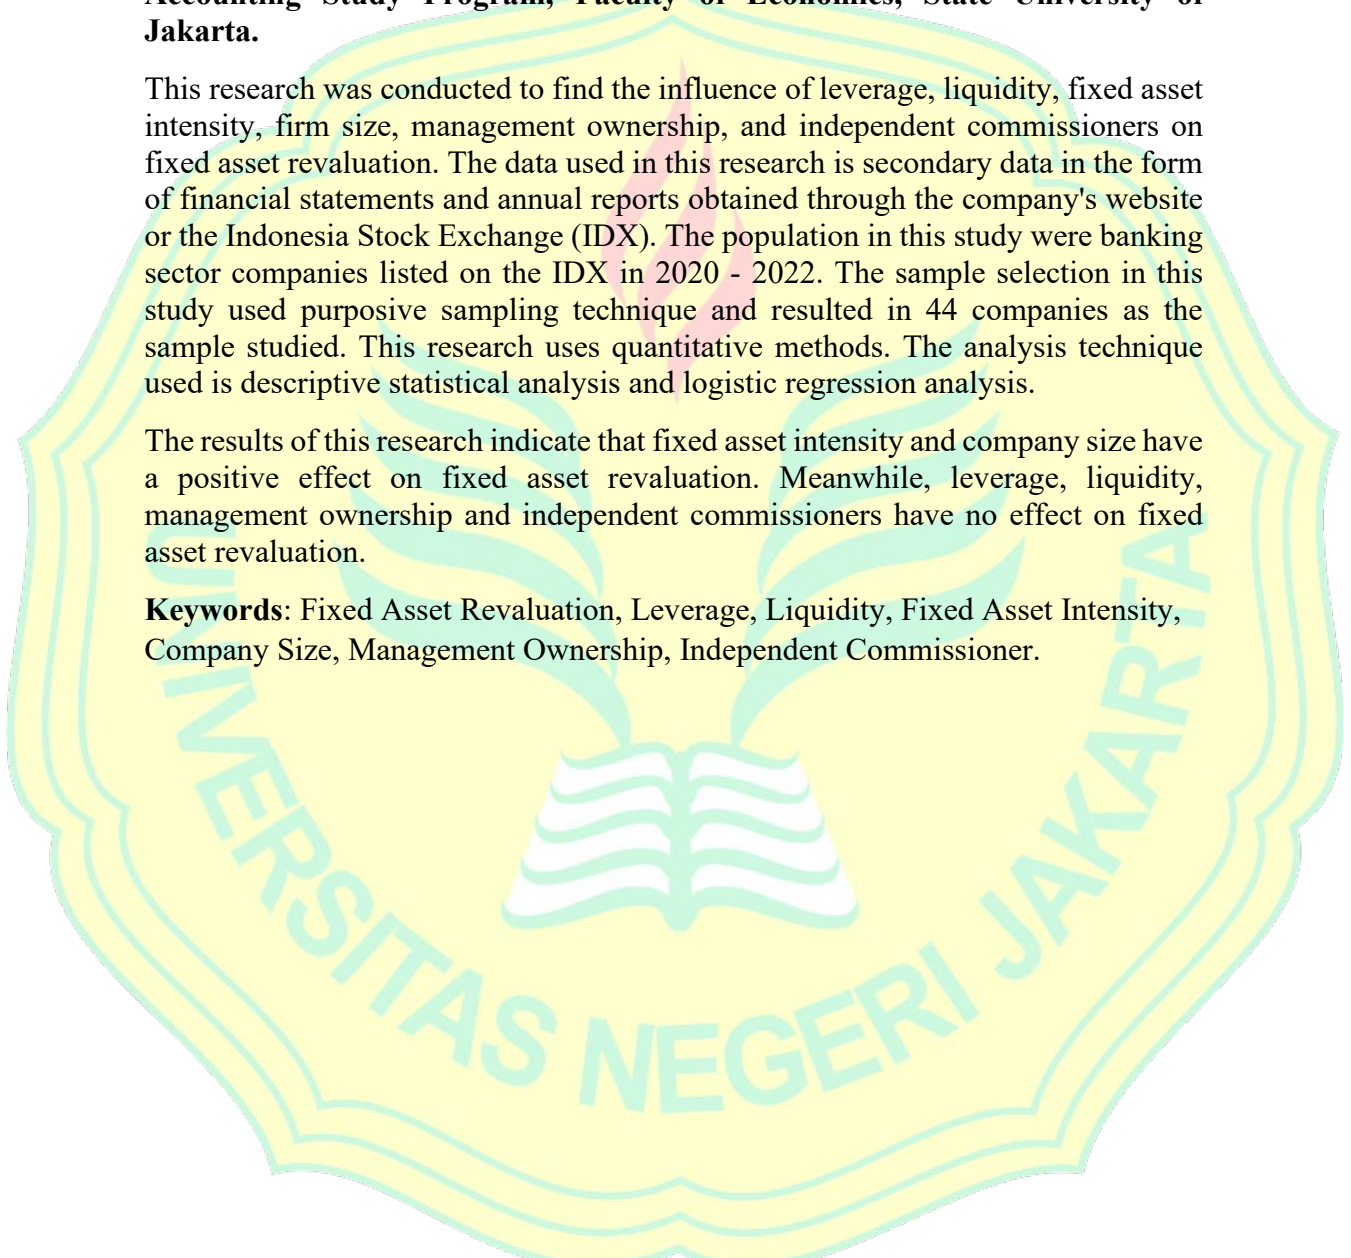 Accounting Study Program, Faculty of Economics, State University of
Jakarta.
This research was conducted to find the influence of leverage, liquidity, fixed asset
intensity, firm size, management ownership, and independent commissioners on
fixed asset revaluation. The data used in this research is secondary data in the form
of financial statements and annual reports obtained through the company's website
or the Indonesia Stock Exchange (IDX). The population in this study were banking
sector companies listed on the IDX in 2020 - 2022. The sample selection in this
study used purposive sampling technique and resulted in 44 companies as the
sample studied. This research uses quantitative methods. The analysis technique
used is descriptive statistical analysis and logistic regression analysis.
The results of this research indicate that fixed asset intensity and company size have
a positive effect on fixed asset revaluation. Meanwhile, leverage, liquidity,
management ownership and independent commissioners have no effect on fixed
asset revaluation.
Keywords: Fixed Asset Revaluation, Leverage, Liquidity, Fixed Asset Intensity,
Company Size, Management Ownership, Independent Commissioner.
UNIVERSITAS NEGERI JAKARTA